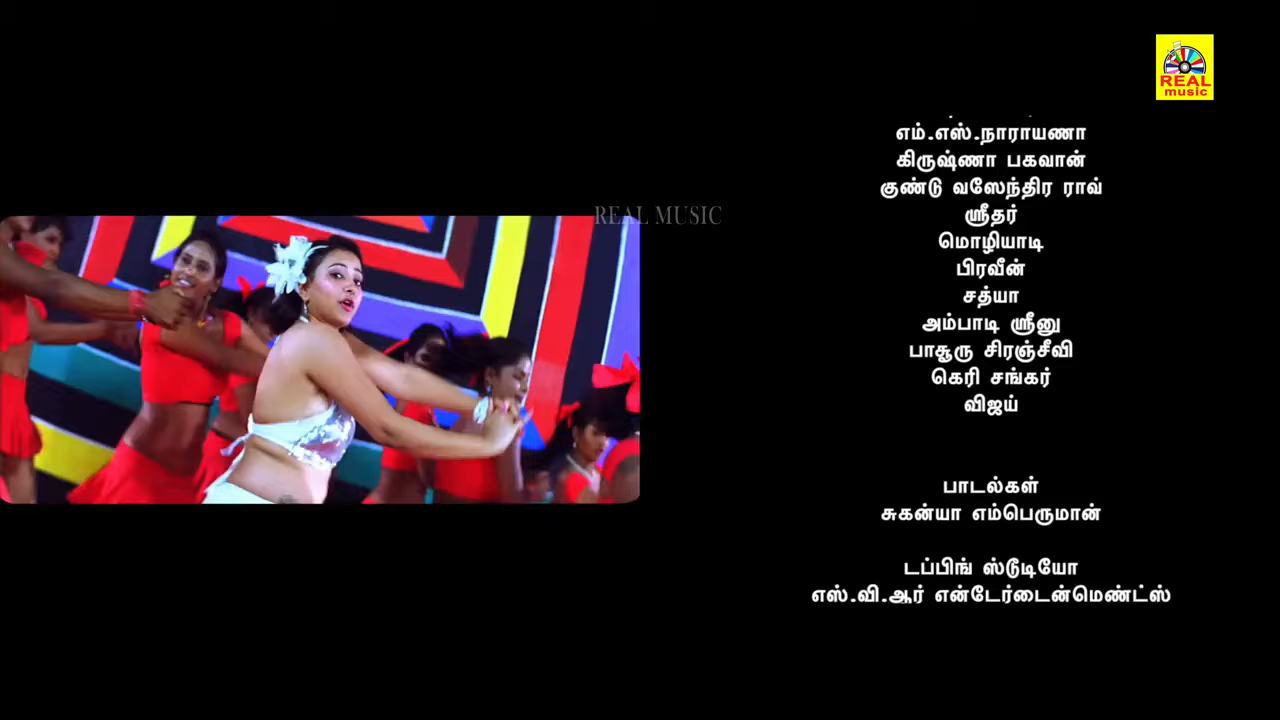 REAL
music
REAL MUSIC
எம்.எஸ்.நாராயணா
கிருஷ்ணா பகவான்
குண்டு வஸேந்திர ராவ்
ஸ்ரீதர்
மொழியாடி
பிரவீன்
சத்யா
அம்பாடி ஸ்ரீனு
பாசூரு சிரஞ்சீவி
கெரி சங்கர்
விஜய்
பாடல்கள்
சுகன்யா எம்பெருமான்
டப்பிங் ஸ்டூடியோ
எஸ்.வி.ஆர் என்டேர்டைன்மெண்ட்ஸ்